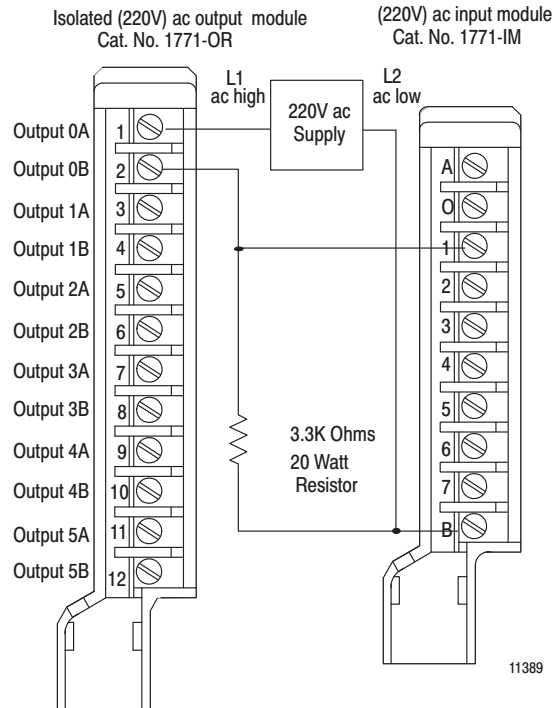 Isolated (220V) ac output module
Cat. No. 1771-OR
(220V) ac input module
Cat. No. 1771-IM
L1
ac high
220V ac
Supply
L2
ac low
Output 0A 1
Output 0B 2
Output 1A 3
Output 1B 4
Output 2A 5
Output 2B 6
Output 3A 7
Output 3B 8
Output 4A 9
Output 4B 10
Output 5A 11
Output 5B 12
A
O
1
2
3
4
5
6
7
B
3.3K Ohms
20 Watt
Resistor
11389